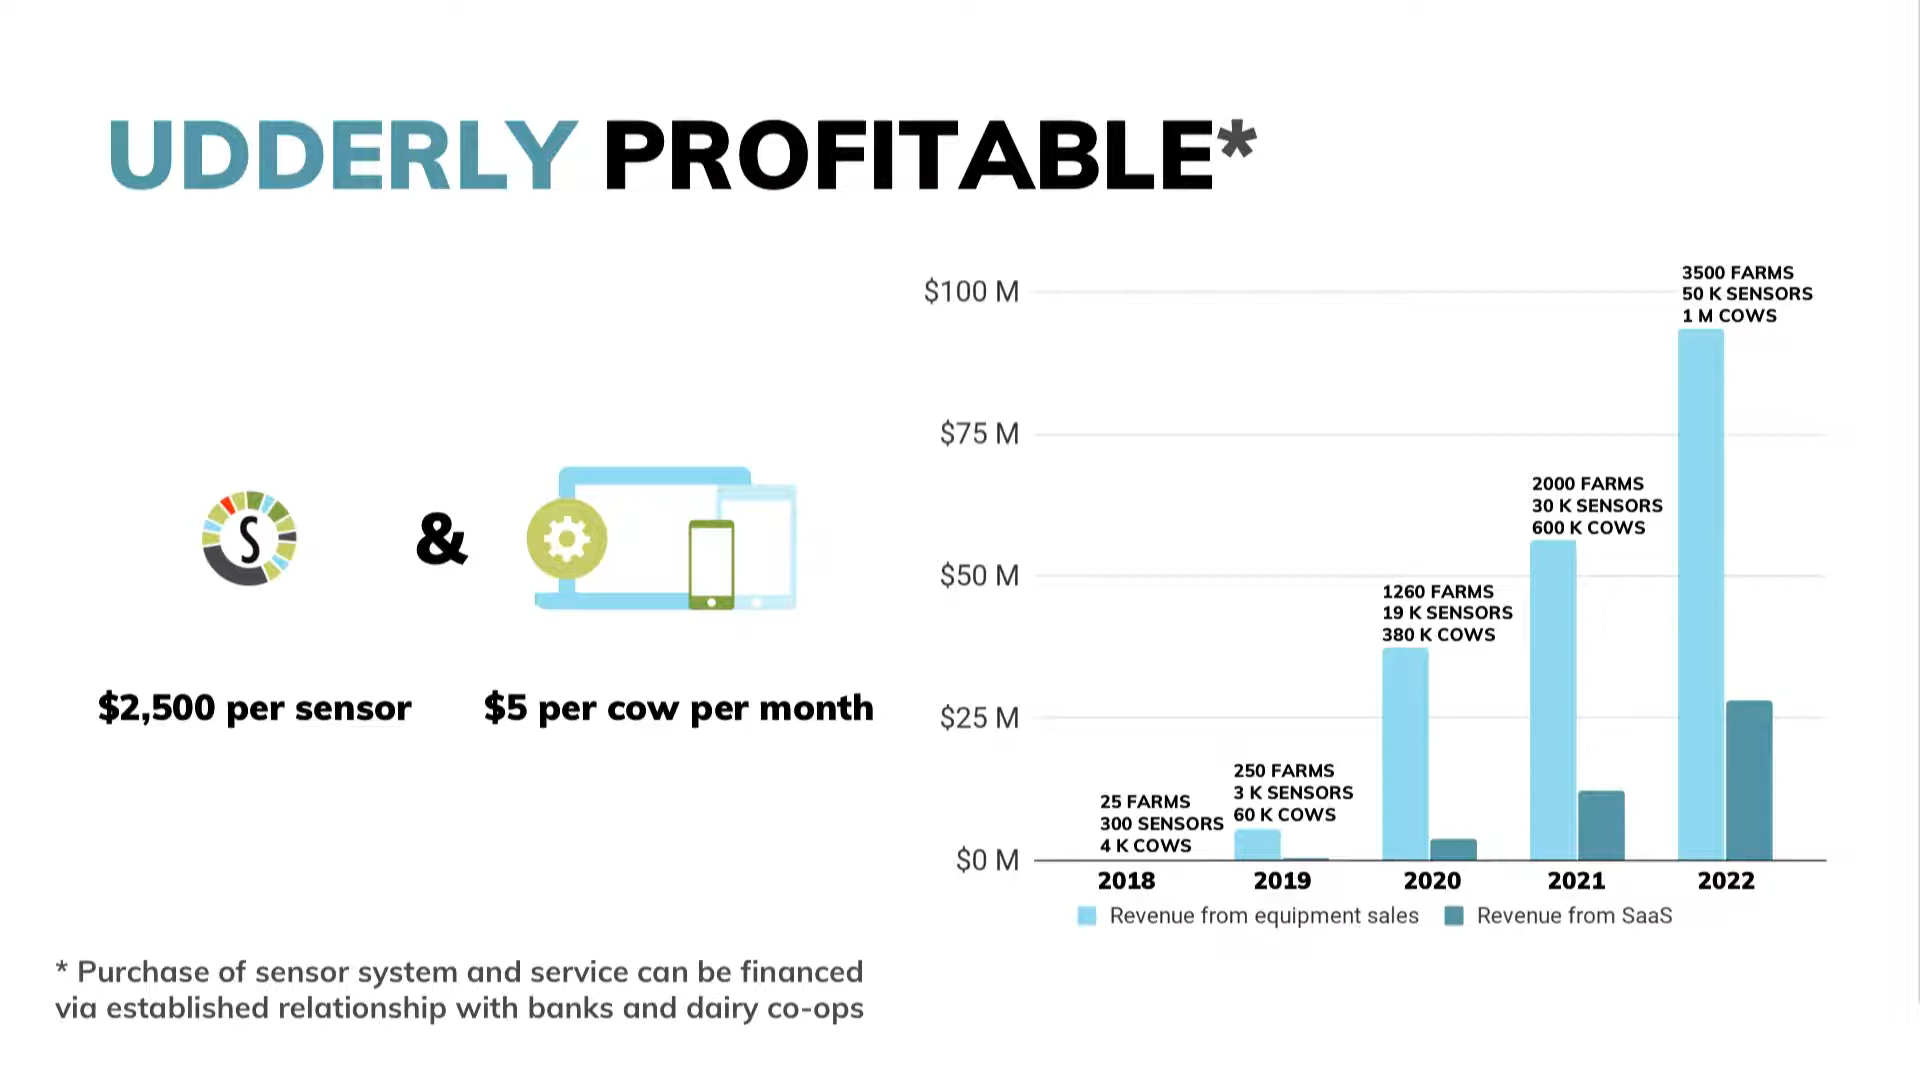 UDDERLY PROFITABLE*
S
&
$2,500 per sensor
$5 per cow per month
* Purchase of sensor system and service can be financed
via established relationship with banks and dairy co-ops
$100 M
$75 M
$50 M
$25 M
$0 M
25 FARMS
300 SENSORS
4 K COWS
250 FARMS
3 K SENSORS
60 K COWS
1260 FARMS
19 K SENSORS
380 K COWS
2000 FARMS
30 K SENSORS
600 K COWS
3500 FARMS
50 K SENSORS
1 M COWS
2018 2019 2020 2021 2022
Revenue from equipment sales Revenue from SaaS